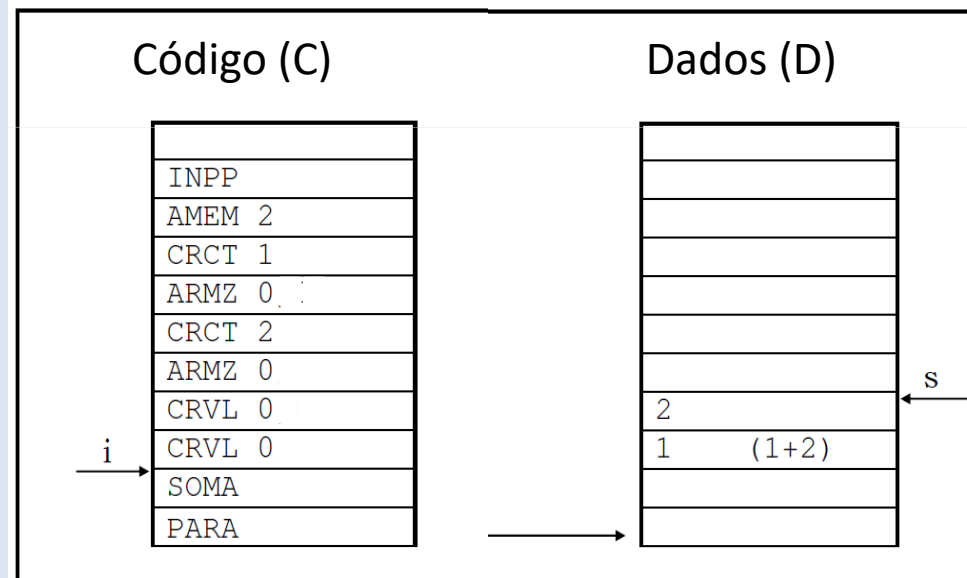 Código (C)
Dados (D)
INPP
AMEM 2
CRCT 1
ARMZ 0
CRCT 2
ARMZ 0
CRVL 0
CRVL 0
SOMA
PARA
i
2
1 (1+2)
s